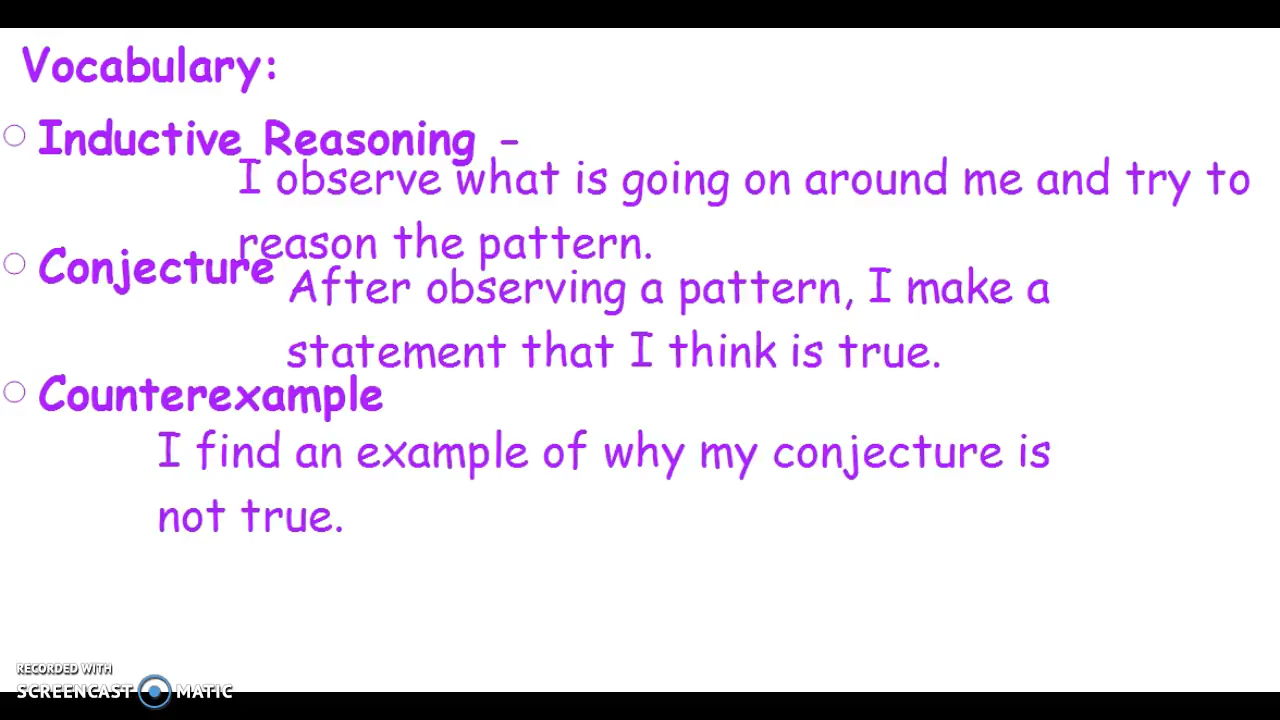 Vocabulary:
Inductive Reasoning -
I observe what is going on around me and try to
reason the pattern.
Conjecture
After observing a pattern, I make a
statement that I think is true.
Counterexample
I find an example of why my conjecture is
not true.
RECORDED WITH
SCREENCAST MATIC